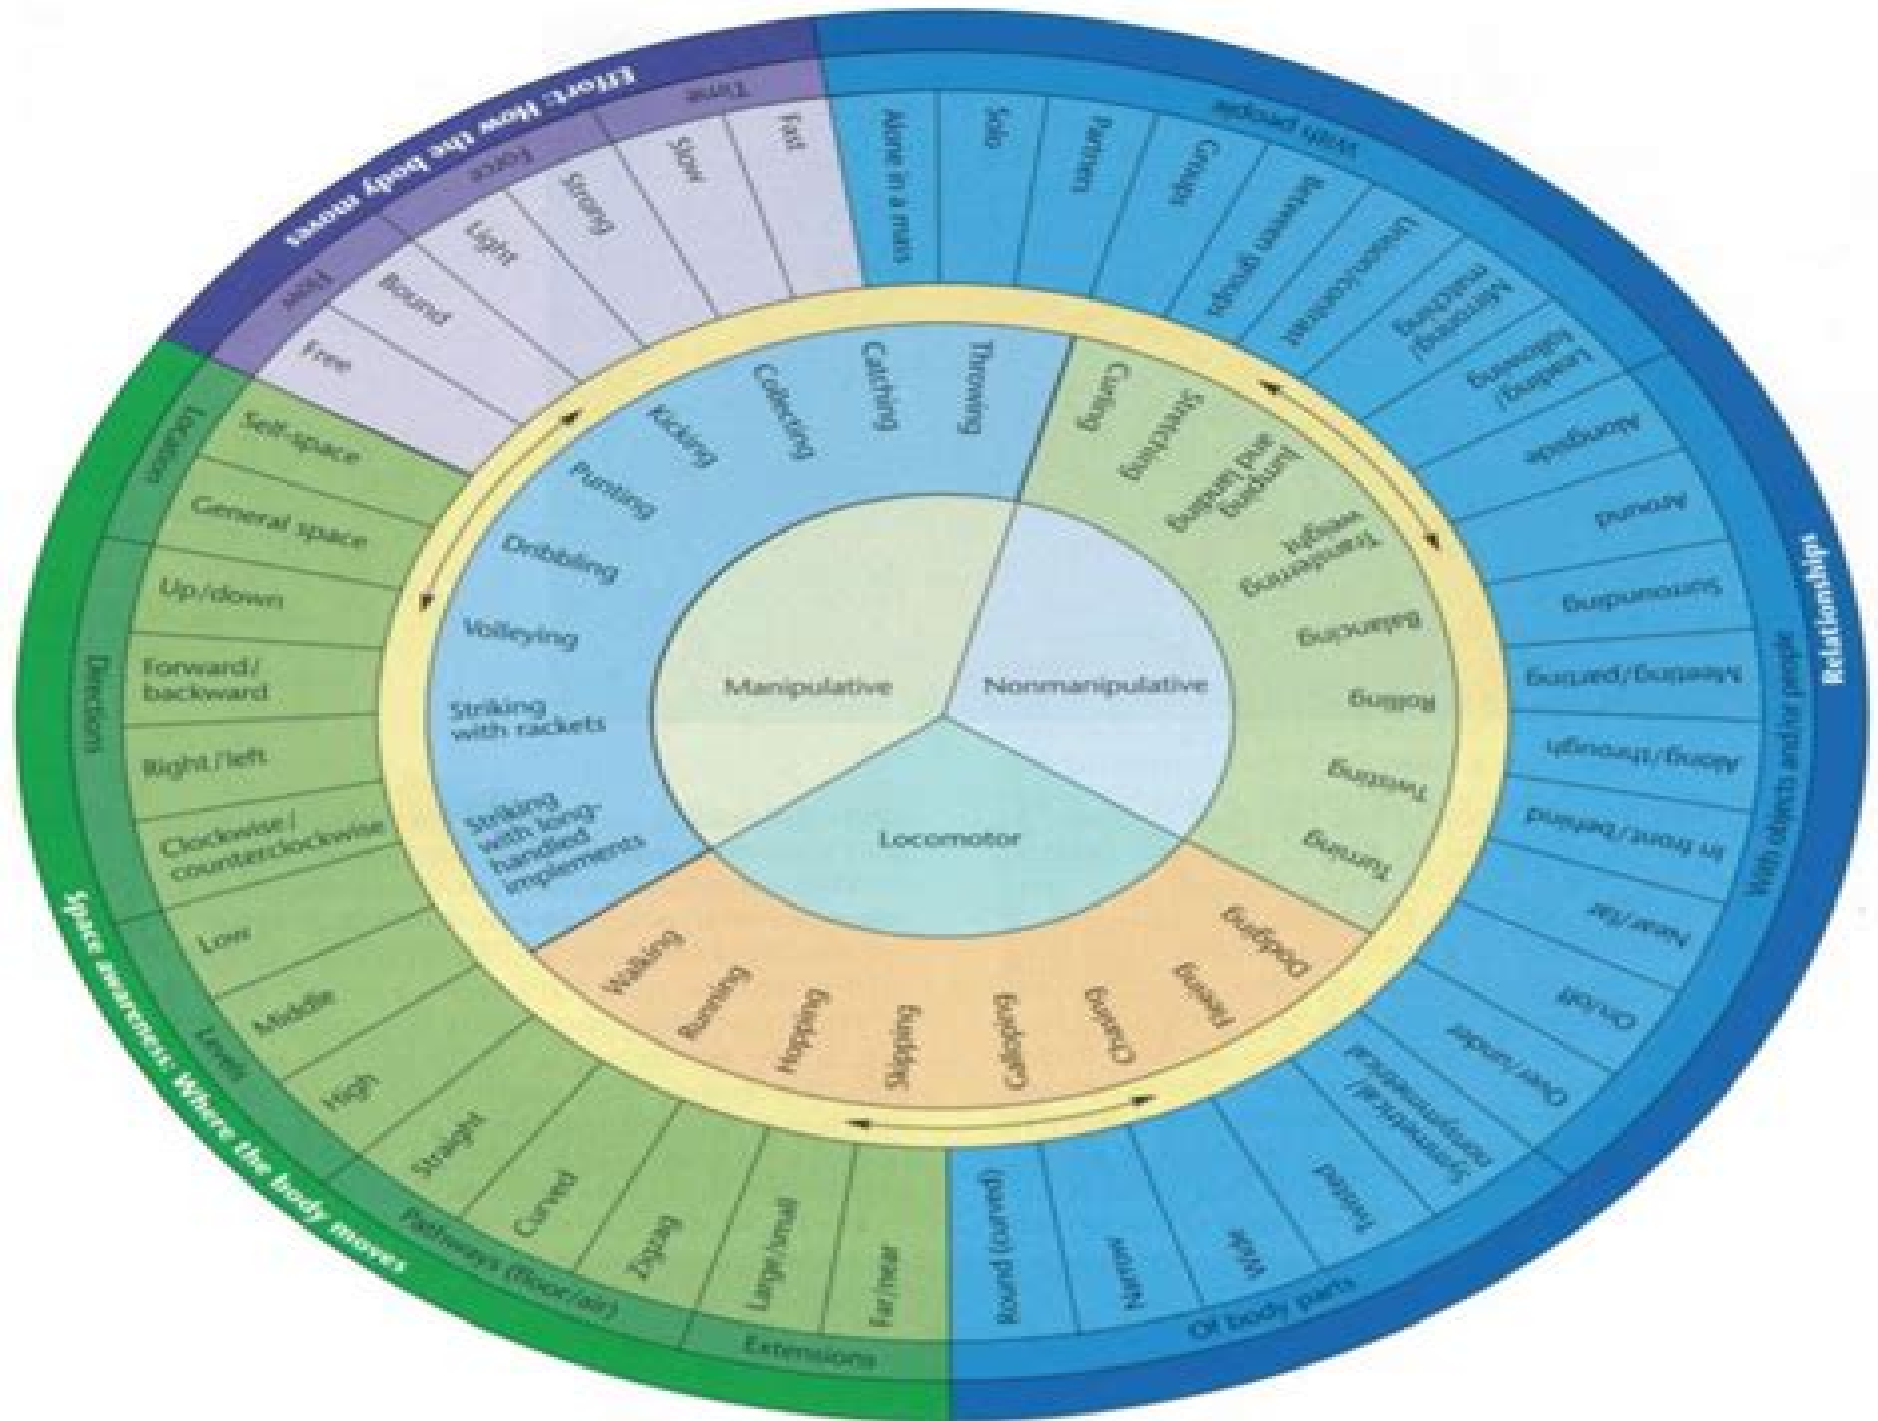 Effort: How the body moves
Time
Fast
Slow
Force
Strong
Light
Flow
Bound
Free
Space awareness: Where the body moves
Location
Self-space
General space
Direction
Up/down
Forward/
backward
Right/left
Clockwise/
counterclockwise
Levels
Low
Middle
High
Pathways (floor/air)
Straight
Curved
Zigzag
Extensions
Large/small
Far/near
Relationships
With people
Alone in a mass
Solo
Partners
Groups
Between groups
Unison/contrast
Mirroring/
matching
Leading/
following
With objects and/or people
Alongside
Around
Surrounding
Meeting/parting
Along/through
In front/behind
Near/far
On/off
Over/under
Of body parts
Symmetrical/
nonsymmetrical
Twisted
Wide
Narrow
Round (curved)
Manipulative
Throwing
Catching
Collecting
Kicking
Punting
Dribbling
Volleying
Striking
with rackets
Striking
with long-
handled
implements
Nonmanipulative
Curling
Stretching
Jumping
and landing
Transferring
weight
Balancing
Rolling
Twisting
Turning
Locomotor
Walking
Running
Hopping
Skipping
Galloping
Chasing
Fleeing
Dodging